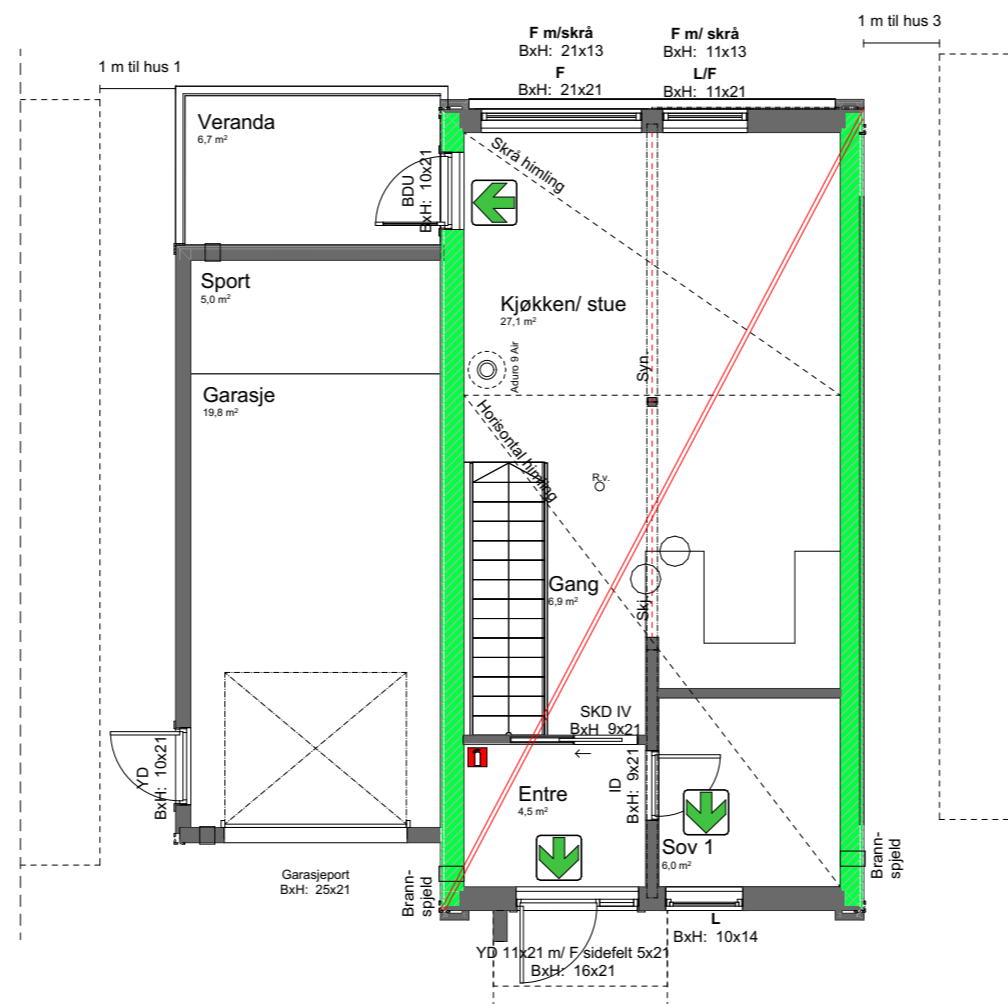 1 m til hus 3
F m/skrå
BxH: 21x13
F
BxH: 21x21
F m/ skrå
BxH: 11x13
L/F
BxH: 11x21
1 m til hus 1
Veranda
6,7 m²
BDU
BxH: 10x21
Skrå himling
Sport
5,0 m²
Kjøkken/ stue
27,1 m²
Aduro 9 Air
Syn.
Garasje
19,8 m²
Horisontal himling
R.v.
Gang
6,9 m²
Skj.
SKD IV
BxH 9x21
YD
BxH: 10x21
ID
BxH: 9x21
Entre
4,5 m²
Sov 1
6,0 m²
Garasjeport
BxH: 25x21
Brann-
spjeld
Brann-
spjeld
L
BxH: 10x14
YD 11x21 m/ F sidefelt 5x21
BxH: 16x21